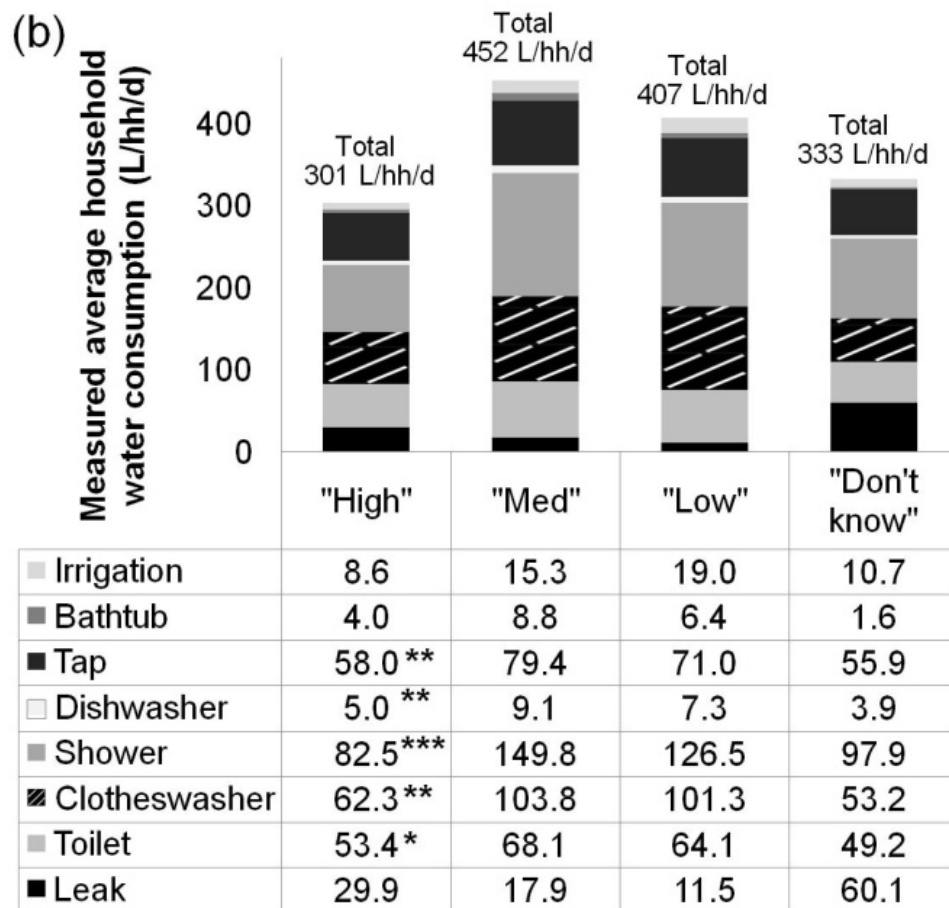 (b)
Measured average household
water consumption (L/hh/d)
400
300
200
100
0
Total
301 L/hh/d
Total
452 L/hh/d
Total
407 L/hh/d
Total
333 L/hh/d
"High" "Med" "Low" "Don't
know"
Irrigation 8.6 15.3 19.0 10.7
Bathtub 4.0 8.8 6.4 1.6
Tap 58.0** 79.4 71.0 55.9
Dishwasher 5.0** 9.1 7.3 3.9
Shower 82.5*** 149.8 126.5 97.9
Clotheswasher 62.3** 103.8 101.3 53.2
Toilet 53.4* 68.1 64.1 49.2
Leak 29.9 17.9 11.5 60.1